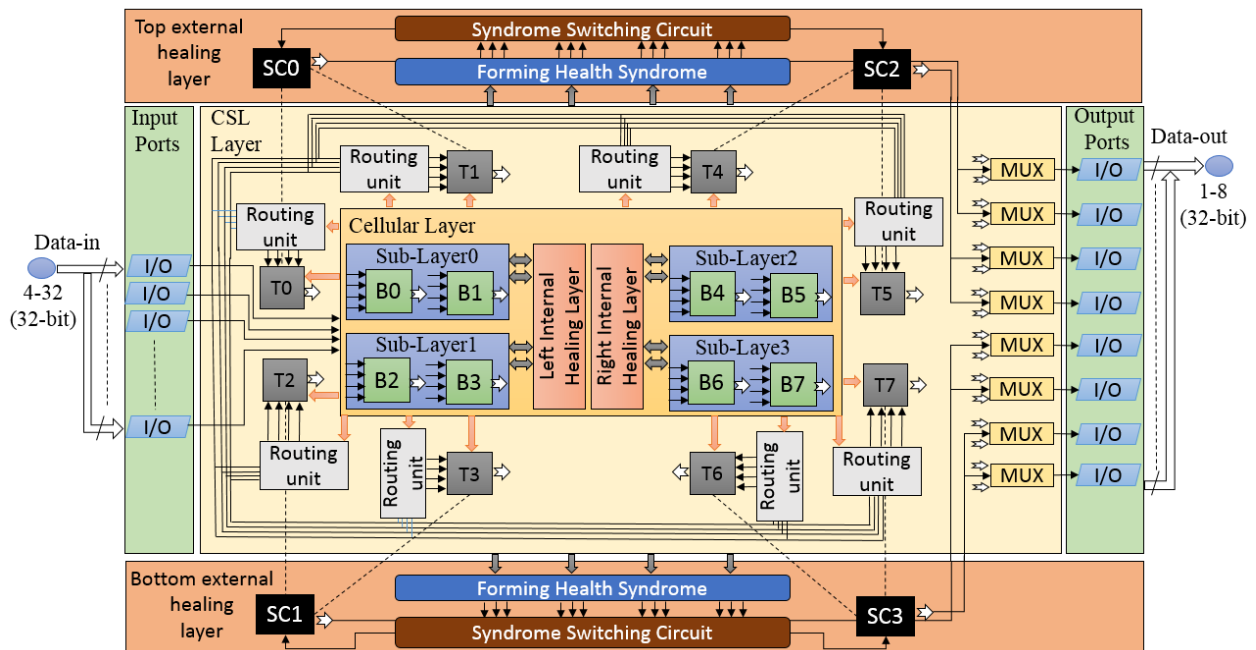 Top external
healing
layer
Syndrome Switching Circuit
SC0
SC2
Forming Health Syndrome
Input
Ports
CSL
Layer
Output
Ports
Routing
unit
T1
Routing
unit
T4
Routing
unit
T0
Routing
unit
T5
Data-in
4-32
(32-bit)
I/O
I/O
I/O
I/O
Cellular Layer
Sub-Layer0
B0
B1
Sub-Layer1
B2
B3
Left Internal
Healing Layer
Right Internal
Healing Layer
Sub-Layer2
B4
B5
Sub-Laye3
B6
B7
T2
Routing
unit
Routing
unit
T3
T6
Routing
unit
T7
Routing
unit
MUX
I/O
MUX
I/O
MUX
I/O
MUX
I/O
MUX
I/O
MUX
I/O
MUX
I/O
MUX
I/O
Data-out
1-8
(32-bit)
Bottom external
healing
layer
SC1
Forming Health Syndrome
Syndrome Switching Circuit
SC3